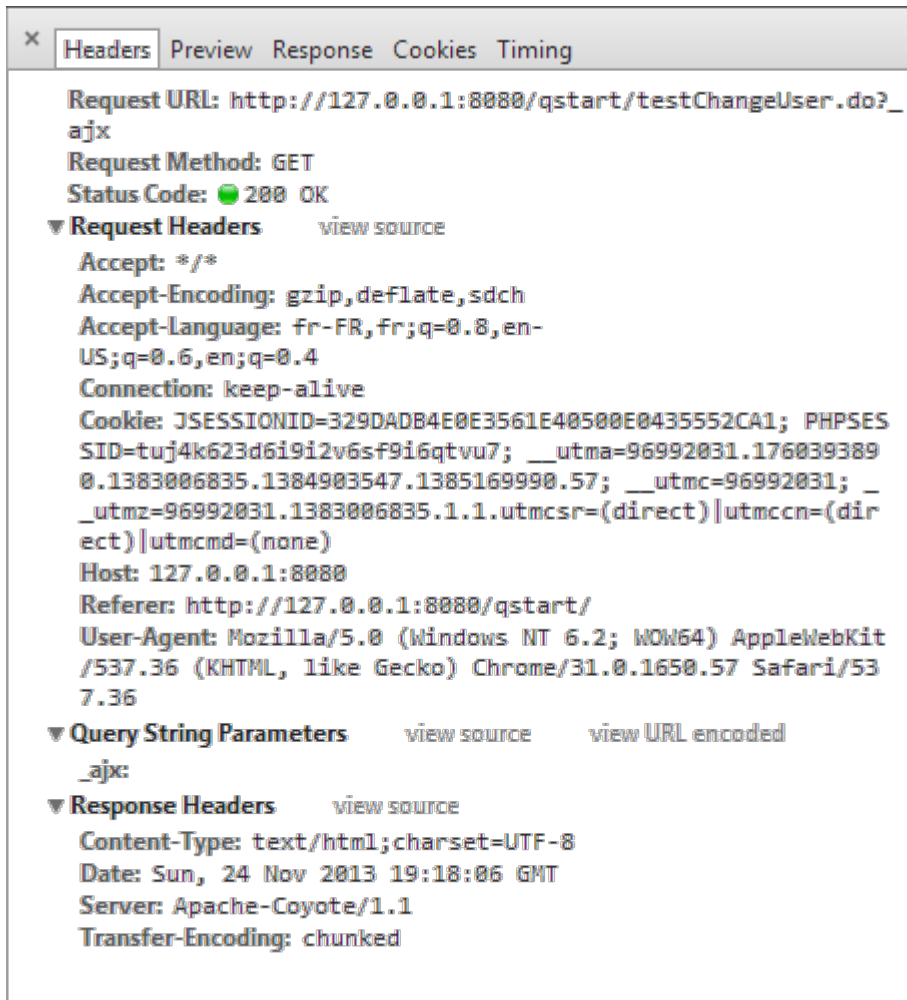 × Headers Preview Response Cookies Timing
Request URL: http://127.0.0.1:8080/qstart/testChangeUser.do?_
ajx
Request Method: GET
Status Code: 200 OK
▼ Request Headers view source
Accept: */*
Accept-Encoding: gzip,deflate,sdch
Accept-Language: fr-FR,fr;q=0.8,en-
US;q=0.6,en;q=0.4
Connection: keep-alive
Cookie: JSESSIONID=329DADB4E0E3561E40500E0435552CA1; PHPSES
SID=tuj4k623d6i9i2v6sf9i6qtvu7; __utma=96992031.176039389
0.1383006835.1384903547.1385169990.57; __utmc=96992031; _
_utmz=96992031.1383006835.1.1.utmcsr=(direct)|utmccn=(dir
ect)|utmcmd=(none)
Host: 127.0.0.1:8080
Referer: http://127.0.0.1:8080/qstart/
User-Agent: Mozilla/5.0 (Windows NT 6.2; WOW64) AppleWebKit
/537.36 (KHTML, like Gecko) Chrome/31.0.1650.57 Safari/53
7.36
▼ Query String Parameters view source view URL encoded
_ajx:
▼ Response Headers view source
Content-Type: text/html;charset=UTF-8
Date: Sun, 24 Nov 2013 19:18:06 GMT
Server: Apache-Coyote/1.1
Transfer-Encoding: chunked